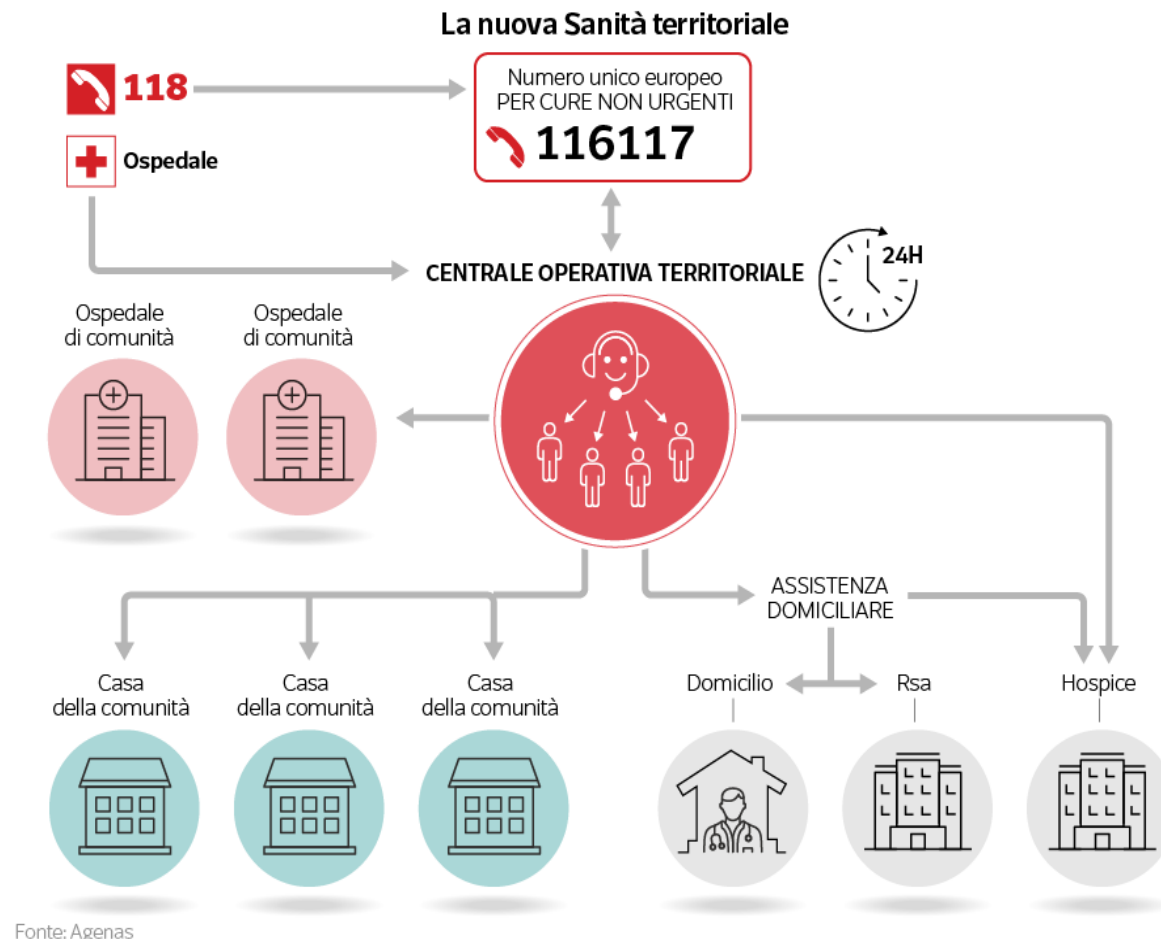 La nuova Sanità territoriale
118
Numero unico europeo
PER CURE NON URGENTI
116117
Ospedale
CENTRALE OPERATIVA TERRITORIALE
24H
Ospedale
di comunità
Ospedale
di comunità
ASSISTENZA
DOMICILIARE
Casa
della comunità
Casa
della comunità
Casa
della comunità
Domicilio
Rsa
Hospice
Fonte: Agenas